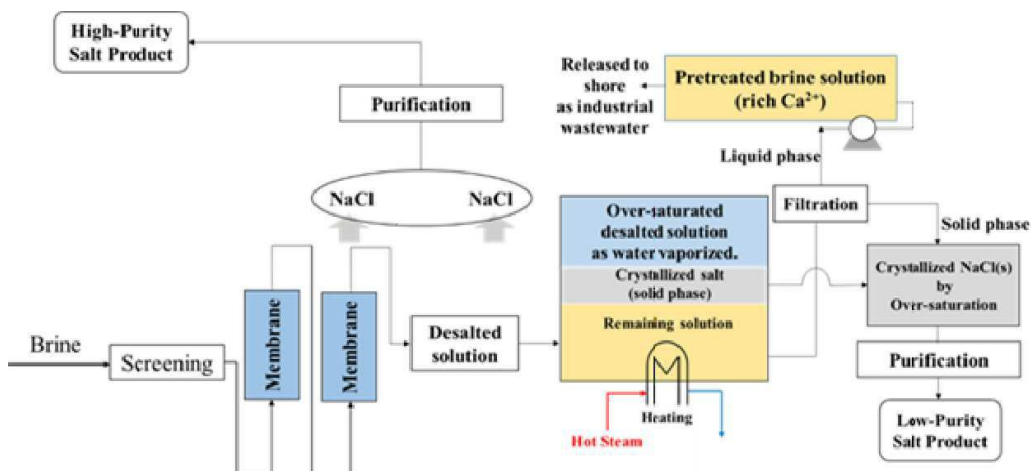 High-Purity
Salt Product
Purification
NaCl
NaCl
Released to
shore
as industrial
wastewater
Pretreated brine solution
(rich Ca²⁺)
Liquid phase
Filtration
Solid phase
Over-saturated
desalted solution
as water vaporized.
Crystallized salt
(solid phase)
Remaining solution
Heating
Hot Steam
Crystallized NaCl(s)
by
Over-saturation
Purification
Low-Purity
Salt Product
Brine
Screening
Membrane
Membrane
Desalted
solution